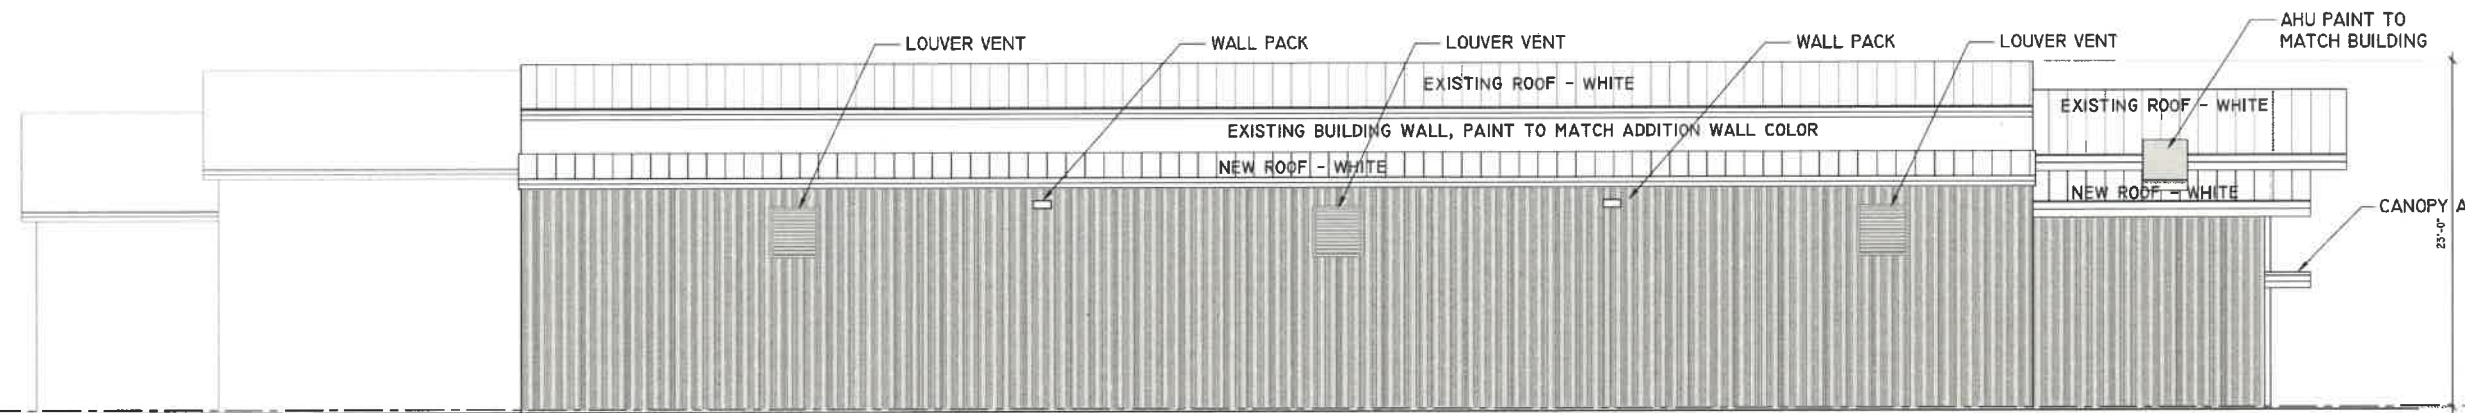 AHU PAINT TO
MATCH BUILDING
LOUVER VENT
WALL PACK
LOUVER VENT
WALL PACK
LOUVER VENT
EXISTING ROOF - WHITE
EXISTING ROOF - WHITE
EXISTING BUILDING WALL, PAINT TO MATCH ADDITION WALL COLOR
NEW ROOF - WHITE
NEW ROOF - WHITE
CANOPY A
23'-0"